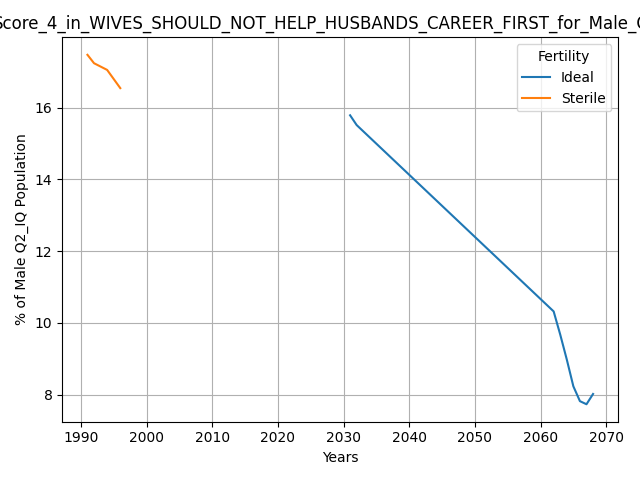 Score_4_in_WIVES_SHOULD_NOT_HELP_HUSBANDS_CAREER_FIRST_for_Male_
Fertility
Ideal
Sterile
% of Male Q2_IQ Population
16
14
12
10
8
1990 2000 2010 2020 2030 2040 2050 2060 2070
Years